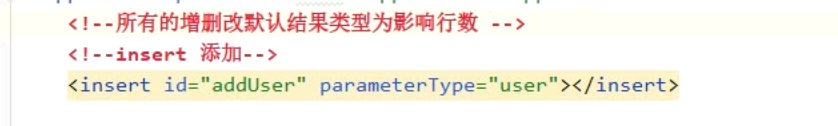 <!--所有的增删改默认结果类型为影响行数 -->
<!--insert 添加-->
<insert id="addUser" parameterType="user"></insert>